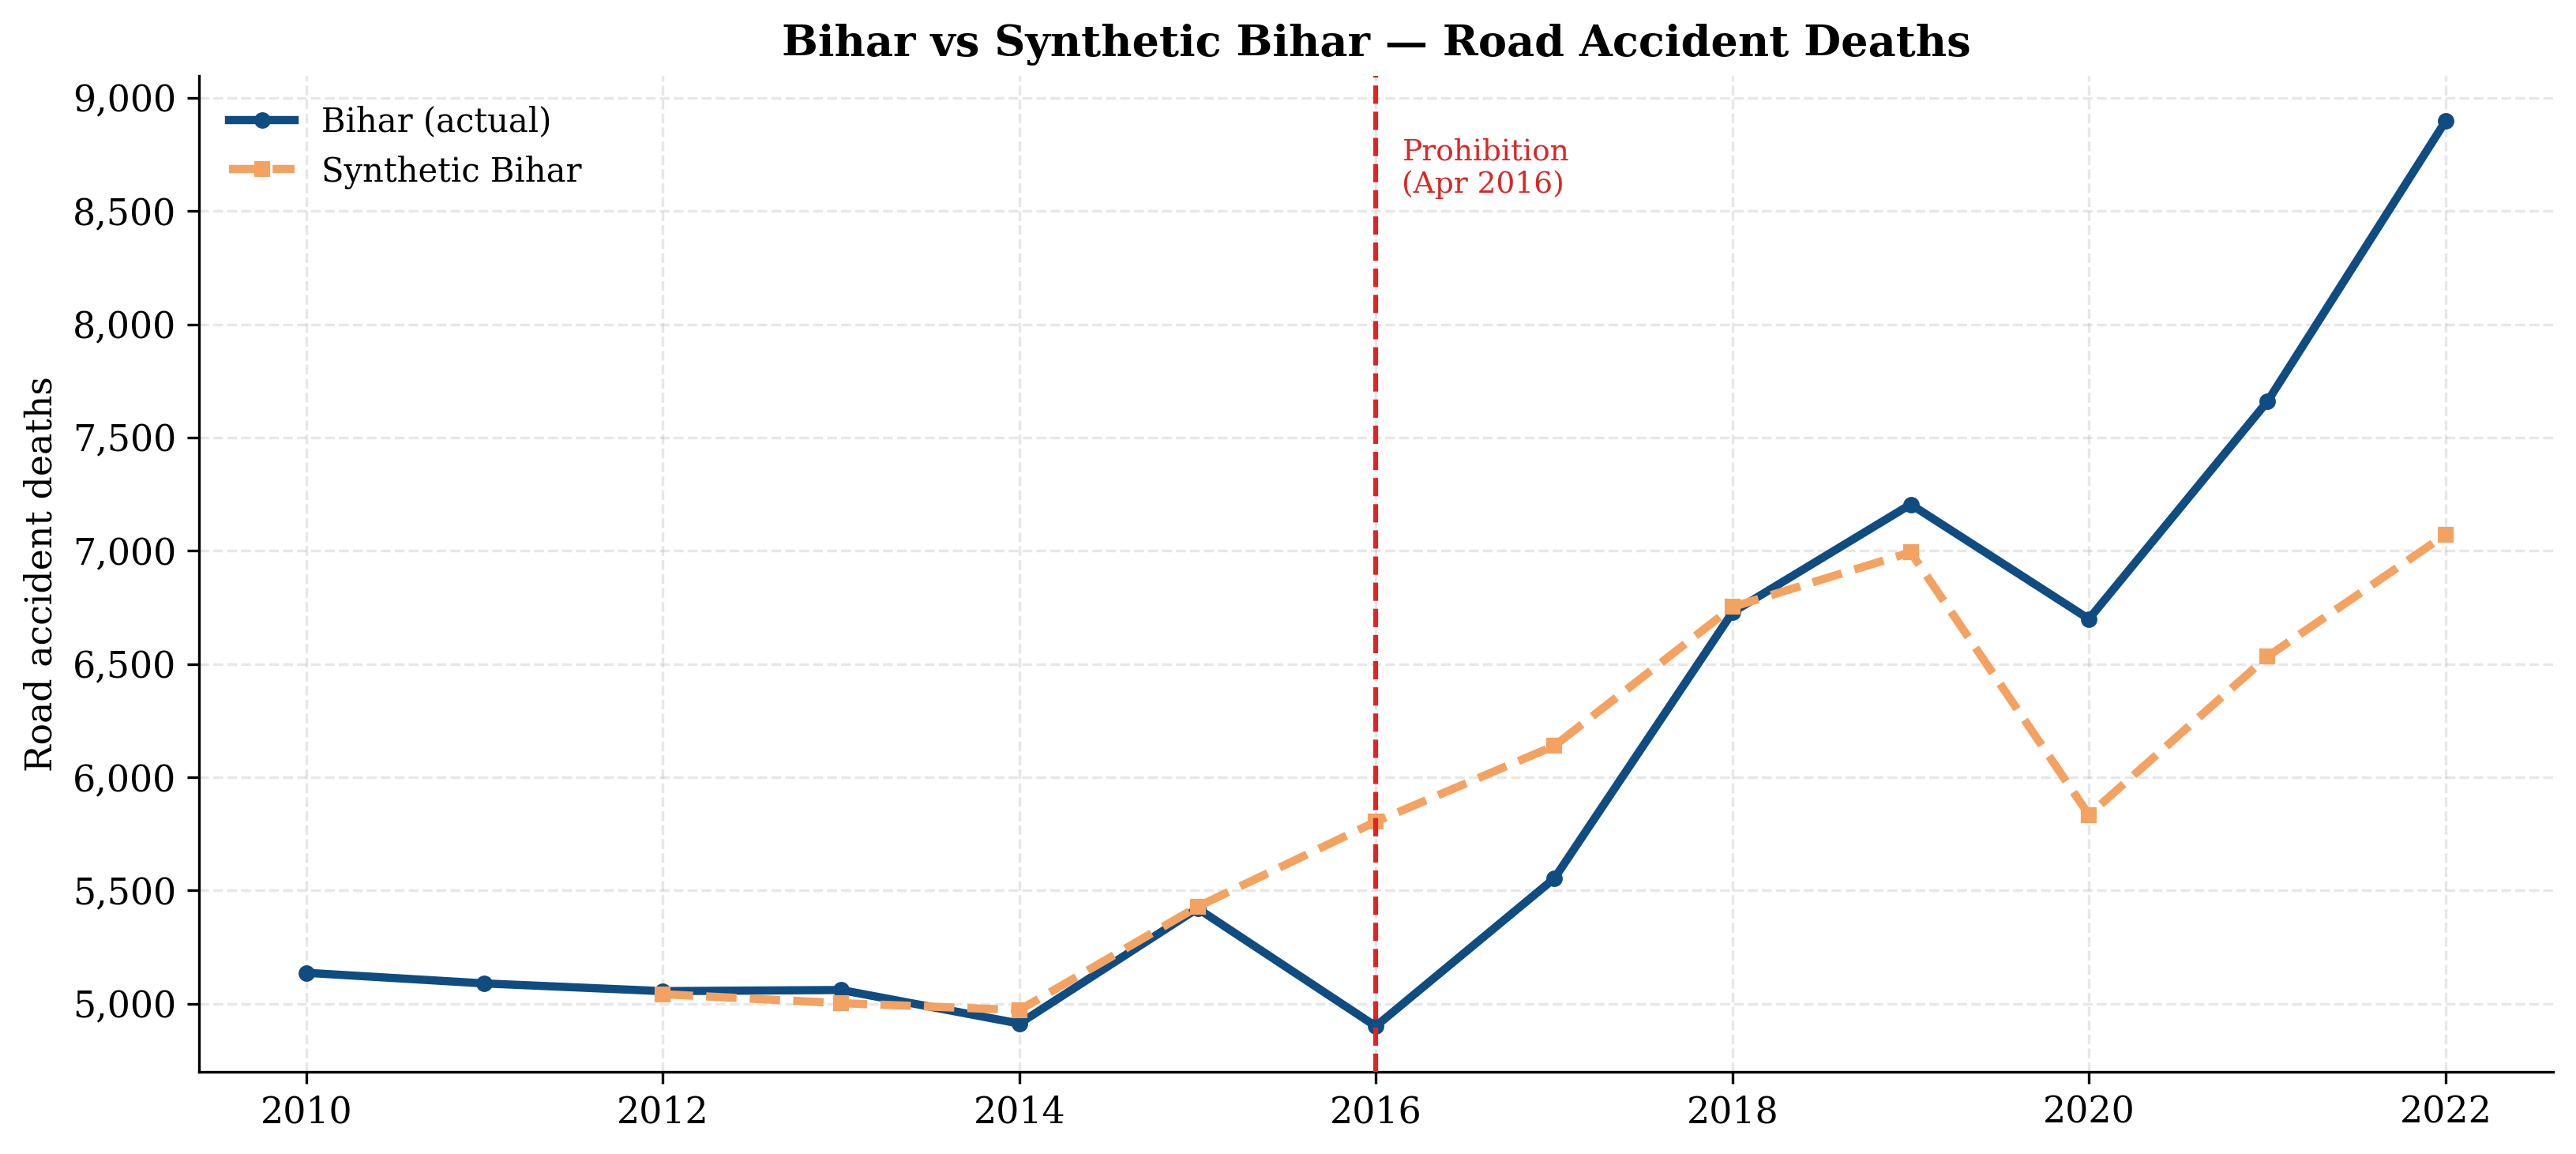 Bihar vs Synthetic Bihar — Road Accident Deaths
Bihar (actual)
Synthetic Bihar
Prohibition
(Apr 2016)
Road accident deaths
9,000
8,500
8,000
7,500
7,000
6,500
6,000
5,500
5,000
2010 2012 2014 2016 2018 2020 2022